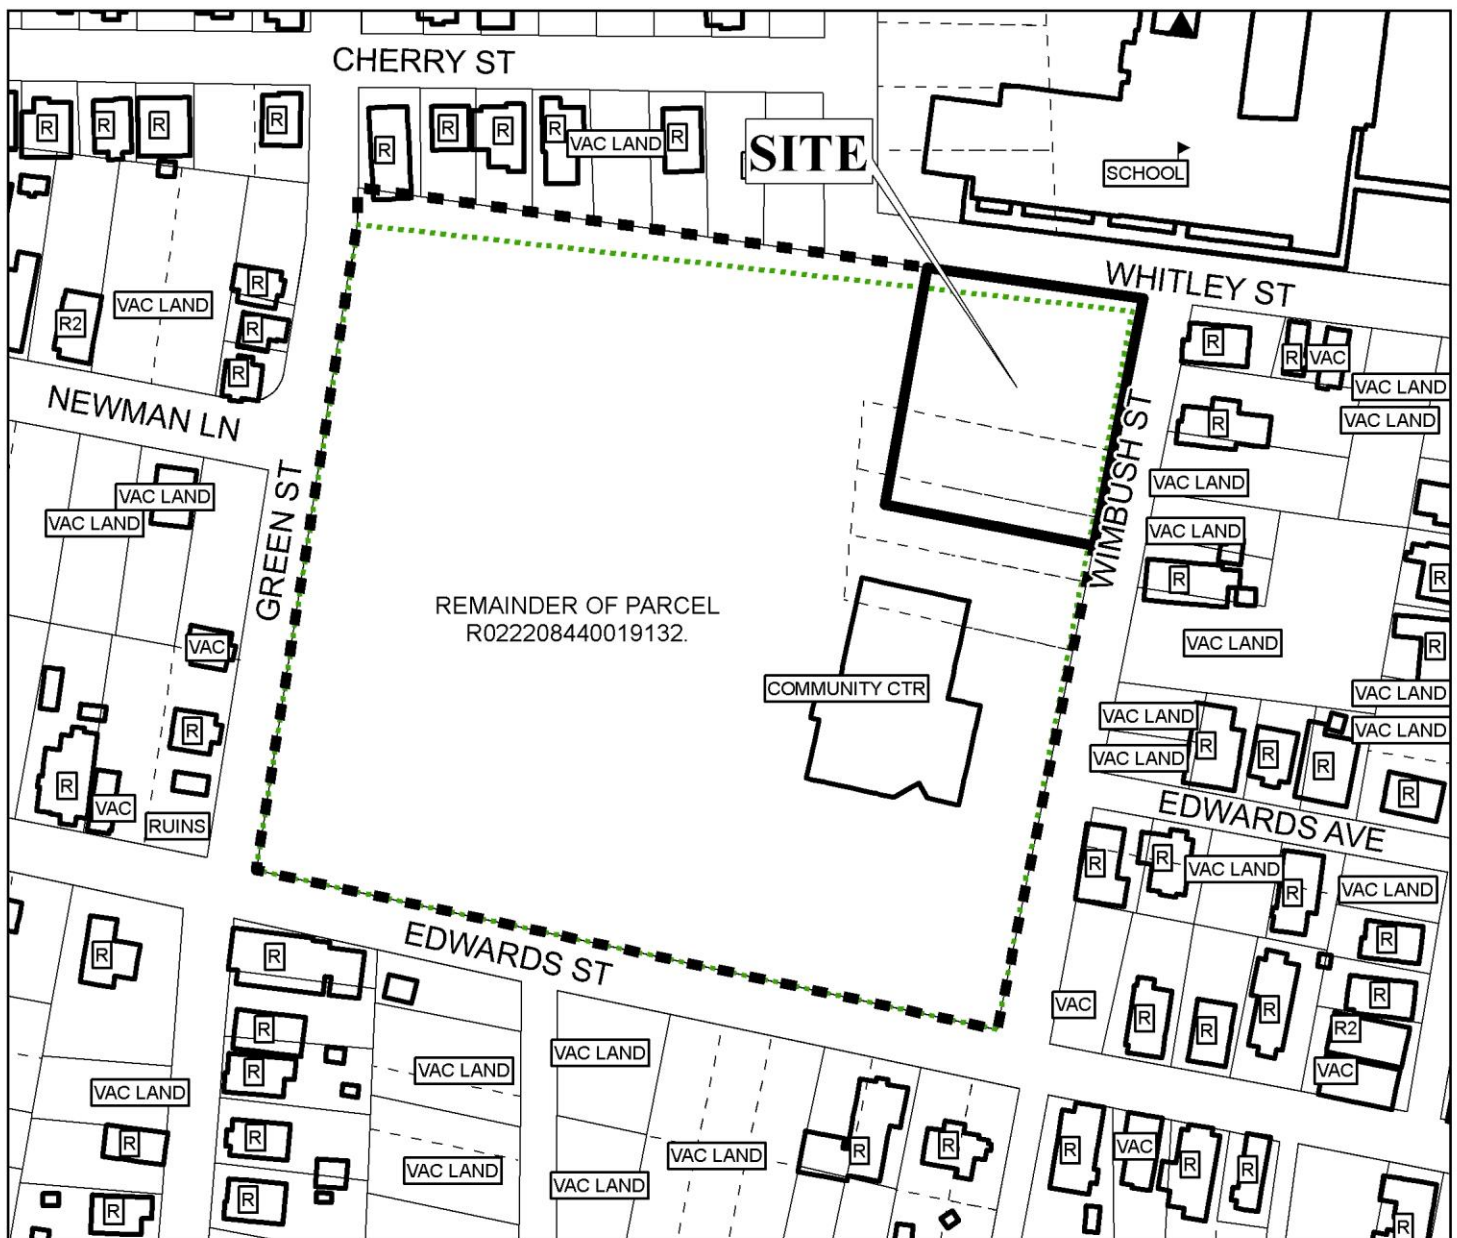 CHERRY ST
R
R
R
R
R
R
R
R
VAC LAND
R
SITE
SCHOOL
WHITLEY ST
R
R2
VAC LAND
R
R
R
R
VAC
VAC LAND
VAC LAND
NEWMAN LN
R
WIMBUSH ST
VAC LAND
VAC LAND
VAC LAND
GREEN ST
VAC LAND
R
R
REMAINDER OF PARCEL
R022208440019132.
VAC
VAC LAND
R
COMMUNITY CTR
VAC LAND
VAC LAND
VAC LAND
VAC LAND
R
R
R
R
R
R
VAC
RUINS
EDWARDS AVE
R
R
VAC LAND
R
VAC LAND
R
R
EDWARDS ST
R
R
VAC
R
R
R
R2
VAC
R
R
VAC LAND
VAC LAND
VAC LAND
R
R
VAC LAND
VAC LAND
VAC LAND
R
R
R
VAC
R
R
R
R
R